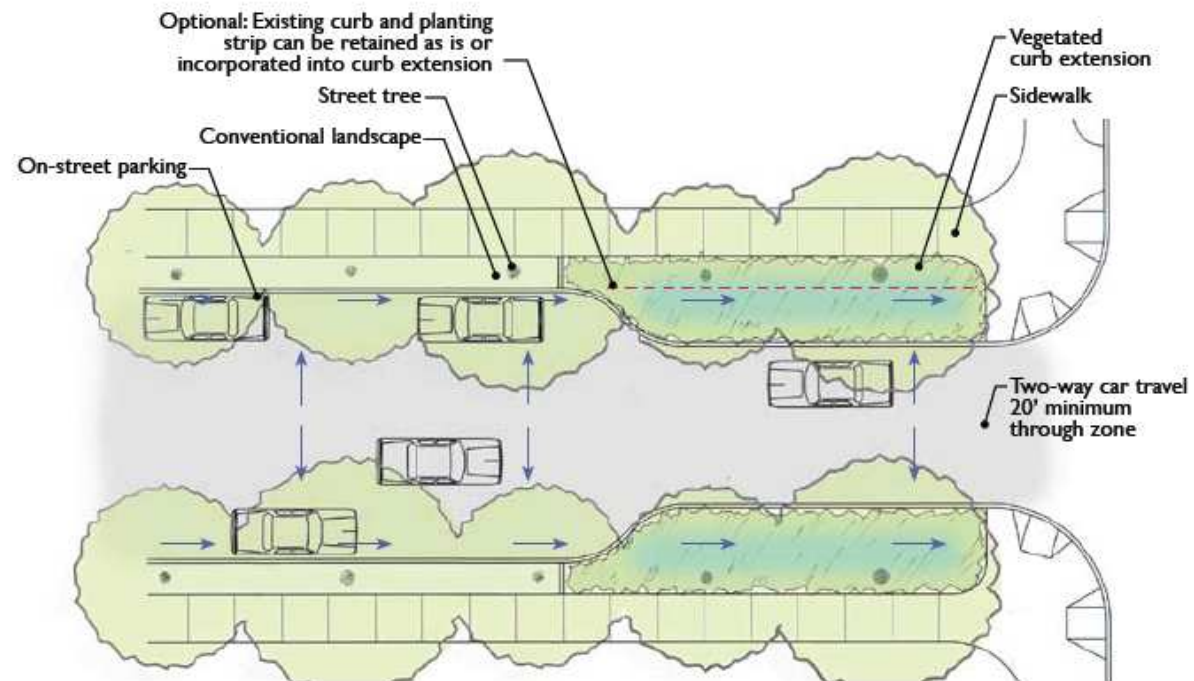 Optional: Existing curb and planting
strip can be retained as is or
incorporated into curb extension
Street tree
Conventional landscape
On-street parking
Vegetated
curb extension
Sidewalk
Two-way car travel
20' minimum
through zone